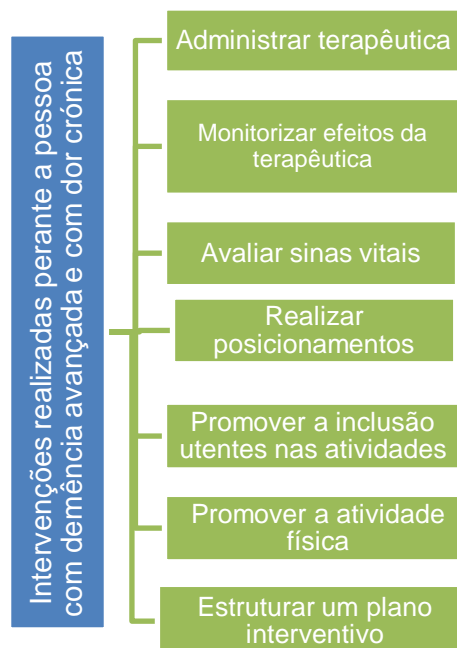 Intervenções realizadas perante a pessoa
com demência avançada e com dor crónica
Administrar terapêutica
Monitorizar efeitos da
terapêutica
Avaliar sinas vitais
Realizar
posicionamentos
Promover a inclusão
utentes nas atividades
Promover a atividade
física
Estruturar um plano
interventivo